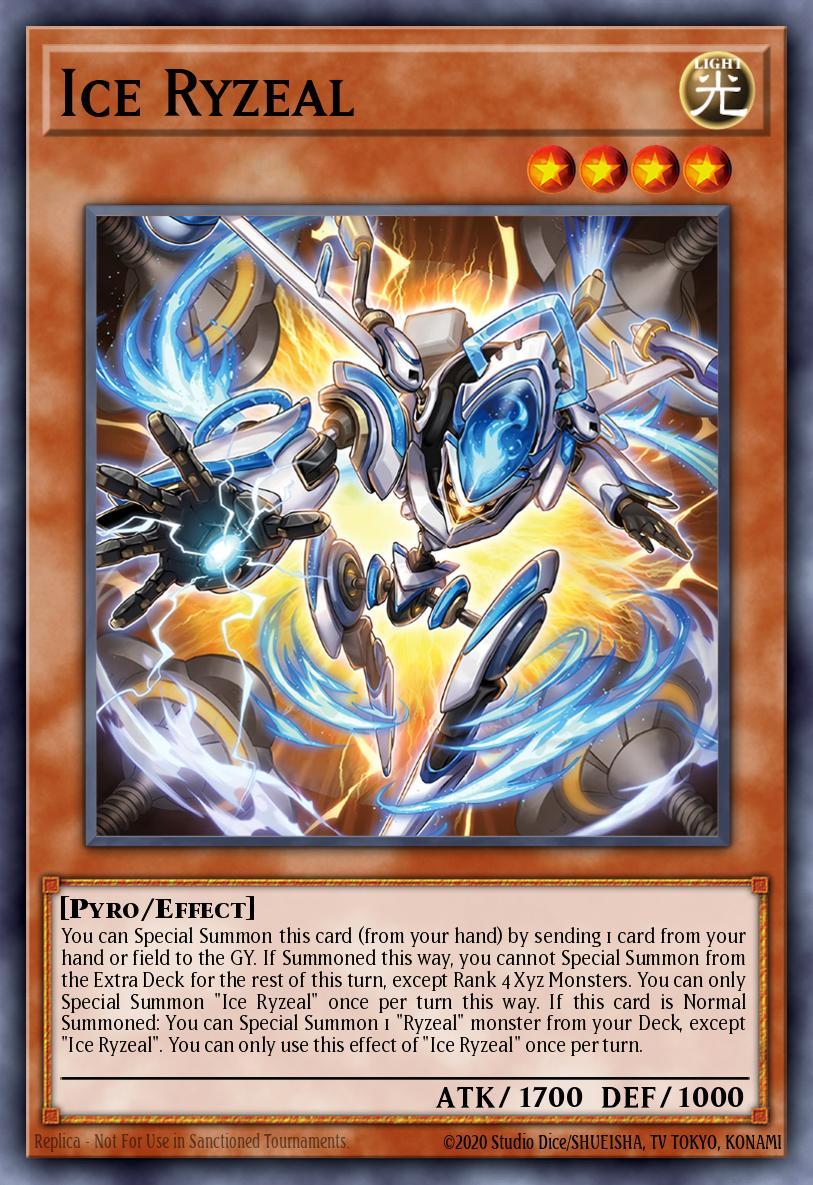 Ice Ryzeal
LIGHT
光
[Pyro/Effect]
You can Special Summon this card (from your hand) by sending 1 card from your
hand or field to the GY. If Summoned this way, you cannot Special Summon from
the Extra Deck for the rest of this turn, except Rank 4 Xyz Monsters. You can only
Special Summon "Ice Ryzeal" once per turn this way. If this card is Normal
Summoned: You can Special Summon 1 "Ryzeal" monster from your Deck, except
"Ice Ryzeal". You can only use this effect of "Ice Ryzeal" once per turn.
ATK/ 1700 DEF/ 1000
Replica - Not For Use in Sanctioned Tournaments.
©2020 Studio Dice/SHUEISHA, TV TOKYO, KONAMI